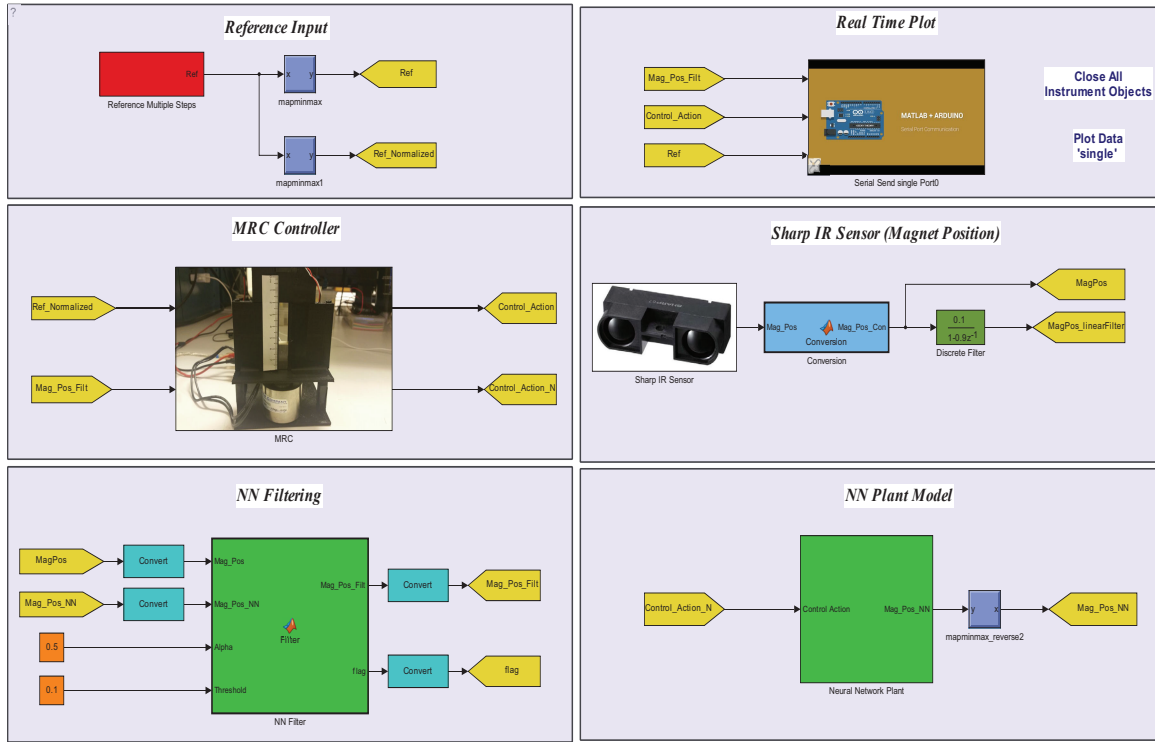 ?
Reference Input
Ref
Reference Multiple Steps
x y
mapminmax
Ref
x y
mapminmax1
Ref_Normalized
Real Time Plot
Mag_Pos_Filt
Control_Action
Ref
MATLAB + ARDUINO
Serial Port Communication
Serial Send single Port0
Close All
Instrument Objects
Plot Data
'single'
MRC Controller
Ref_Normalized
Mag_Pos_Filt
MRC
Control_Action
Control_Action_N
Sharp IR Sensor (Magnet Position)
Sharp IR Sensor
Mag_Pos Mag_Pos_Con
Conversion
Conversion
MagPos
0.1
1-0.9z-1
Discrete Filter
MagPos_linearFilter
NN Filtering
MagPos
Convert
Mag_Pos_NN
Convert
0.5
0.1
Mag_Pos
Mag_Pos_NN
Alpha
Threshold
Filter
Mag_Pos_Filt
flag
NN Filter
Convert
Mag_Pos_Filt
Convert
flag
NN Plant Model
Control_Action_N
Control Action Mag_Pos_NN
Neural Network Plant
y x
mapminmax_reverse2
Mag_Pos_NN